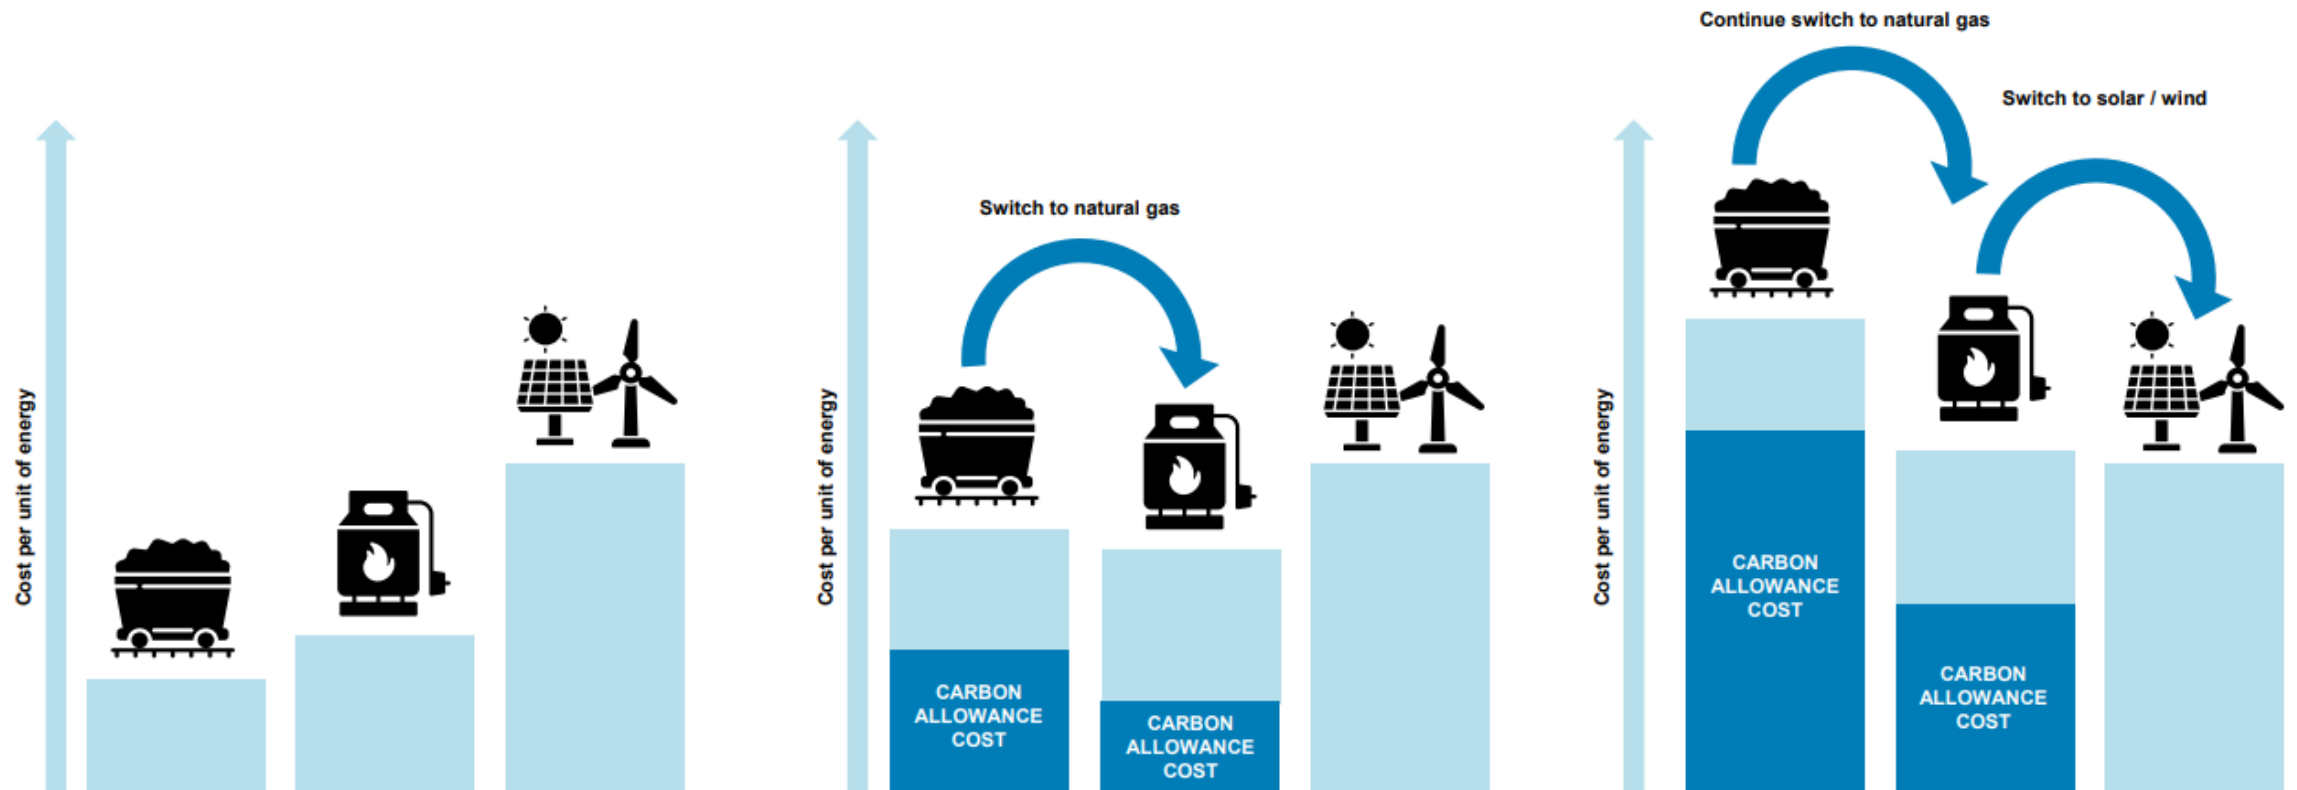 Cost per unit of energy
Cost per unit of energy
Switch to natural gas
CARBON
ALLOWANCE
COST
CARBON
ALLOWANCE
COST
Cost per unit of energy
Continue switch to natural gas
Switch to solar / wind
CARBON
ALLOWANCE
COST
CARBON
ALLOWANCE
COST